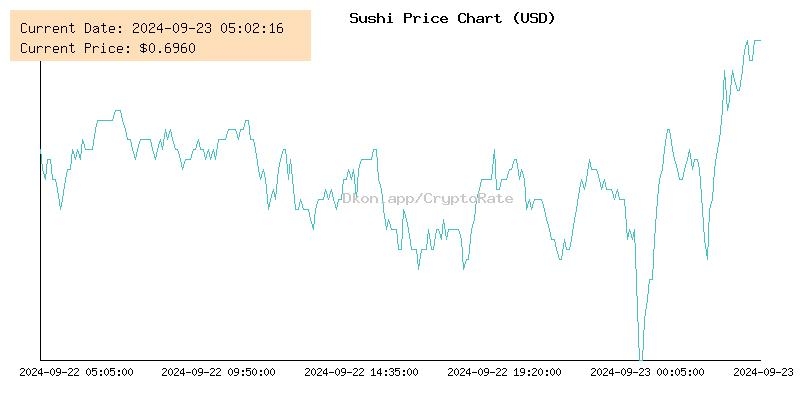 Sushi Price Chart (USD)
Current Date: 2024-09-23 05:02:16
Current Price: $0.6960
Dkon.app/CryptoRate
2024-09-22 05:05:00 2024-09-22 09:50:00 2024-09-22 14:35:00 2024-09-22 19:20:00 2024-09-23 00:05:00 2024-09-23